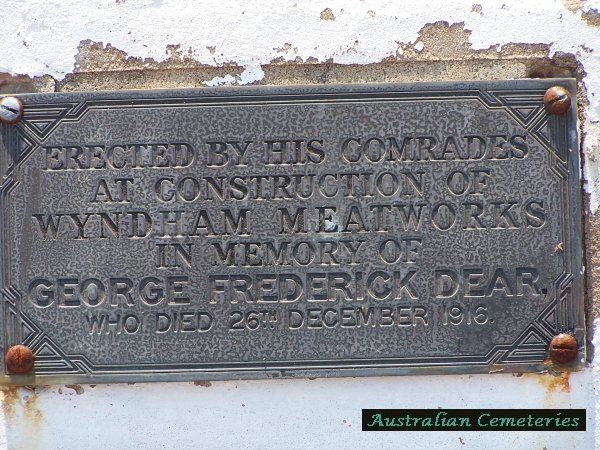 ERECTED BY HIS COMRADES
AT CONSTRUCTION OF
WYNDHAM MEATWORKS
IN MEMORY OF
GEORGE FREDERICK DEAR,
WHO DIED 26TH DECEMBER 1916.
Australian Cemeteries